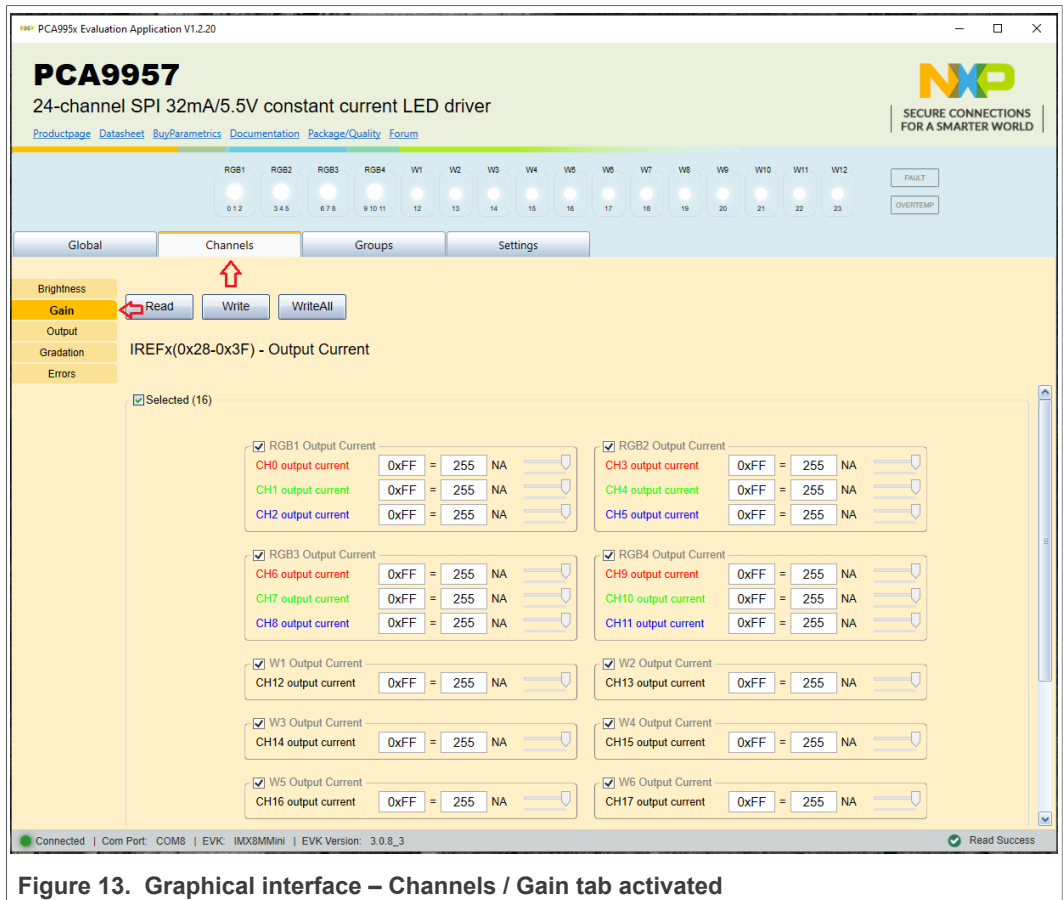 PCA995x Evaluation Application V1.2.20
PCA9957
24-channel SPI 32mA/5.5V constant current LED driver
Productpage Datasheet BuyParametrics Documentation Package/Quality Forum
NXP
SECURE CONNECTIONS
FOR A SMARTER WORLD
RGB1 RGB2 RGB3 RGB4 W1 W2 W3 W4 W5 W6 W7 W8 W9 W10 W11 W12
0 1 2 3 4 5 6 7 8 9 10 11 12 13 14 15 16 17 18 19 20 21 22 23
FAULT
OVERTEMP
Global Channels Groups Settings
Brightness
Gain
Output
Gradation
Errors
Read Write WriteAll
IREFx(0x28-0x3F) - Output Current
Selected (16)
RGB1 Output Current
CH0 output current 0xFF = 255 NA
CH1 output current 0xFF = 255 NA
CH2 output current 0xFF = 255 NA
RGB2 Output Current
CH3 output current 0xFF = 255 NA
CH4 output current 0xFF = 255 NA
CH5 output current 0xFF = 255 NA
RGB3 Output Current
CH6 output current 0xFF = 255 NA
CH7 output current 0xFF = 255 NA
CH8 output current 0xFF = 255 NA
RGB4 Output Current
CH9 output current 0xFF = 255 NA
CH10 output current 0xFF = 255 NA
CH11 output current 0xFF = 255 NA
W1 Output Current
CH12 output current 0xFF = 255 NA
W2 Output Current
CH13 output current 0xFF = 255 NA
W3 Output Current
CH14 output current 0xFF = 255 NA
W4 Output Current
CH15 output current 0xFF = 255 NA
W5 Output Current
CH16 output current 0xFF = 255 NA
W6 Output Current
CH17 output current 0xFF = 255 NA
Connected | Com Port: COM8 | EVK: IMX8MMini | EVK Version: 3.0.8_3
Read Success
Figure 13. Graphical interface – Channels / Gain tab activated